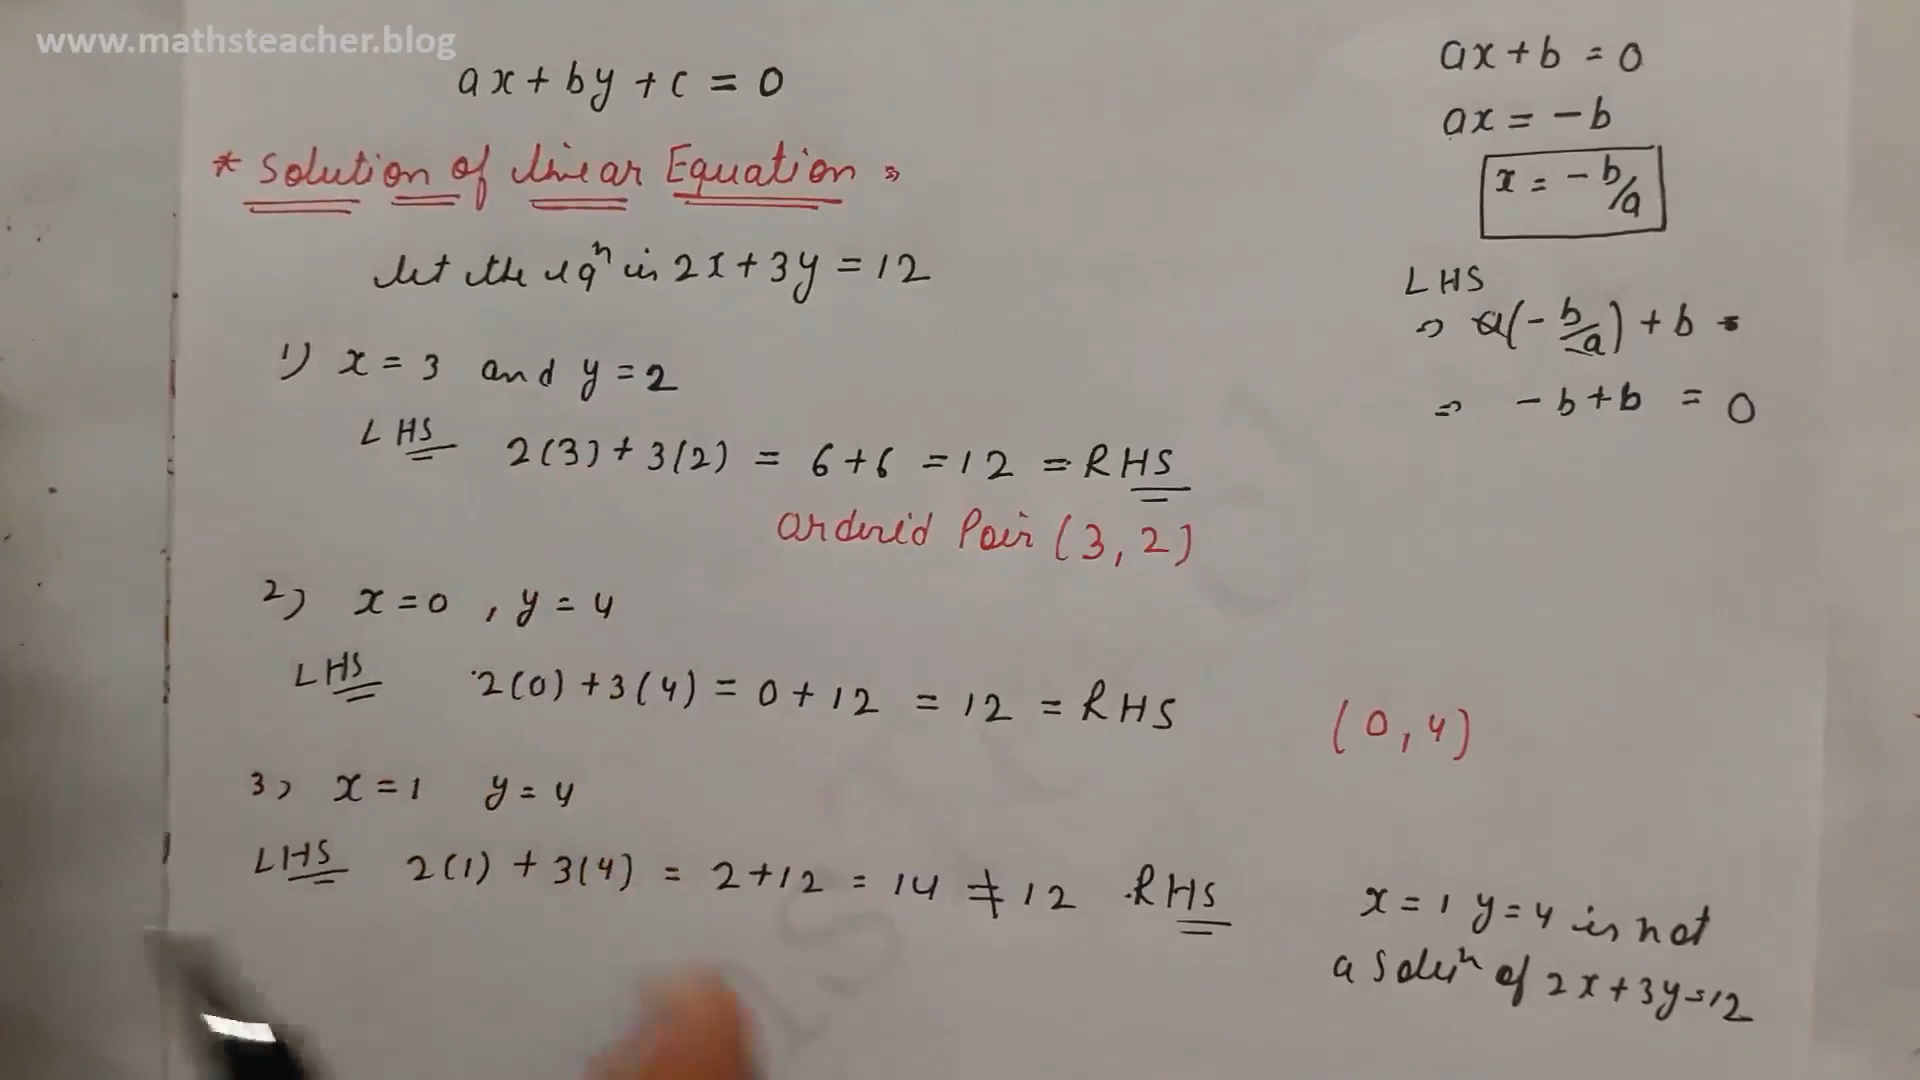 www.mathsteacher.blog
ax + by + c = 0
* Solution of linear Equation ⇒
let the eqⁿ is 2x + 3y = 12
1) x = 3 and y = 2
LHS 2(3) + 3(2) = 6 + 6 = 12 = RHS
ordered Pair (3, 2)
2) x = 0 , y = 4
LHS 2(0) + 3(4) = 0 + 12 = 12 = RHS
(0, 4)
3) x = 1 y = 4
LHS 2(1) + 3(4) = 2 + 12 = 14 ≠ 12 RHS
x = 1 y = 4 is not
a Soluⁿ of 2x + 3y = 12
ax + b = 0
ax = -b
x = -b/a
LHS
⇒ a(-b/a) + b =
⇒ -b + b = 0